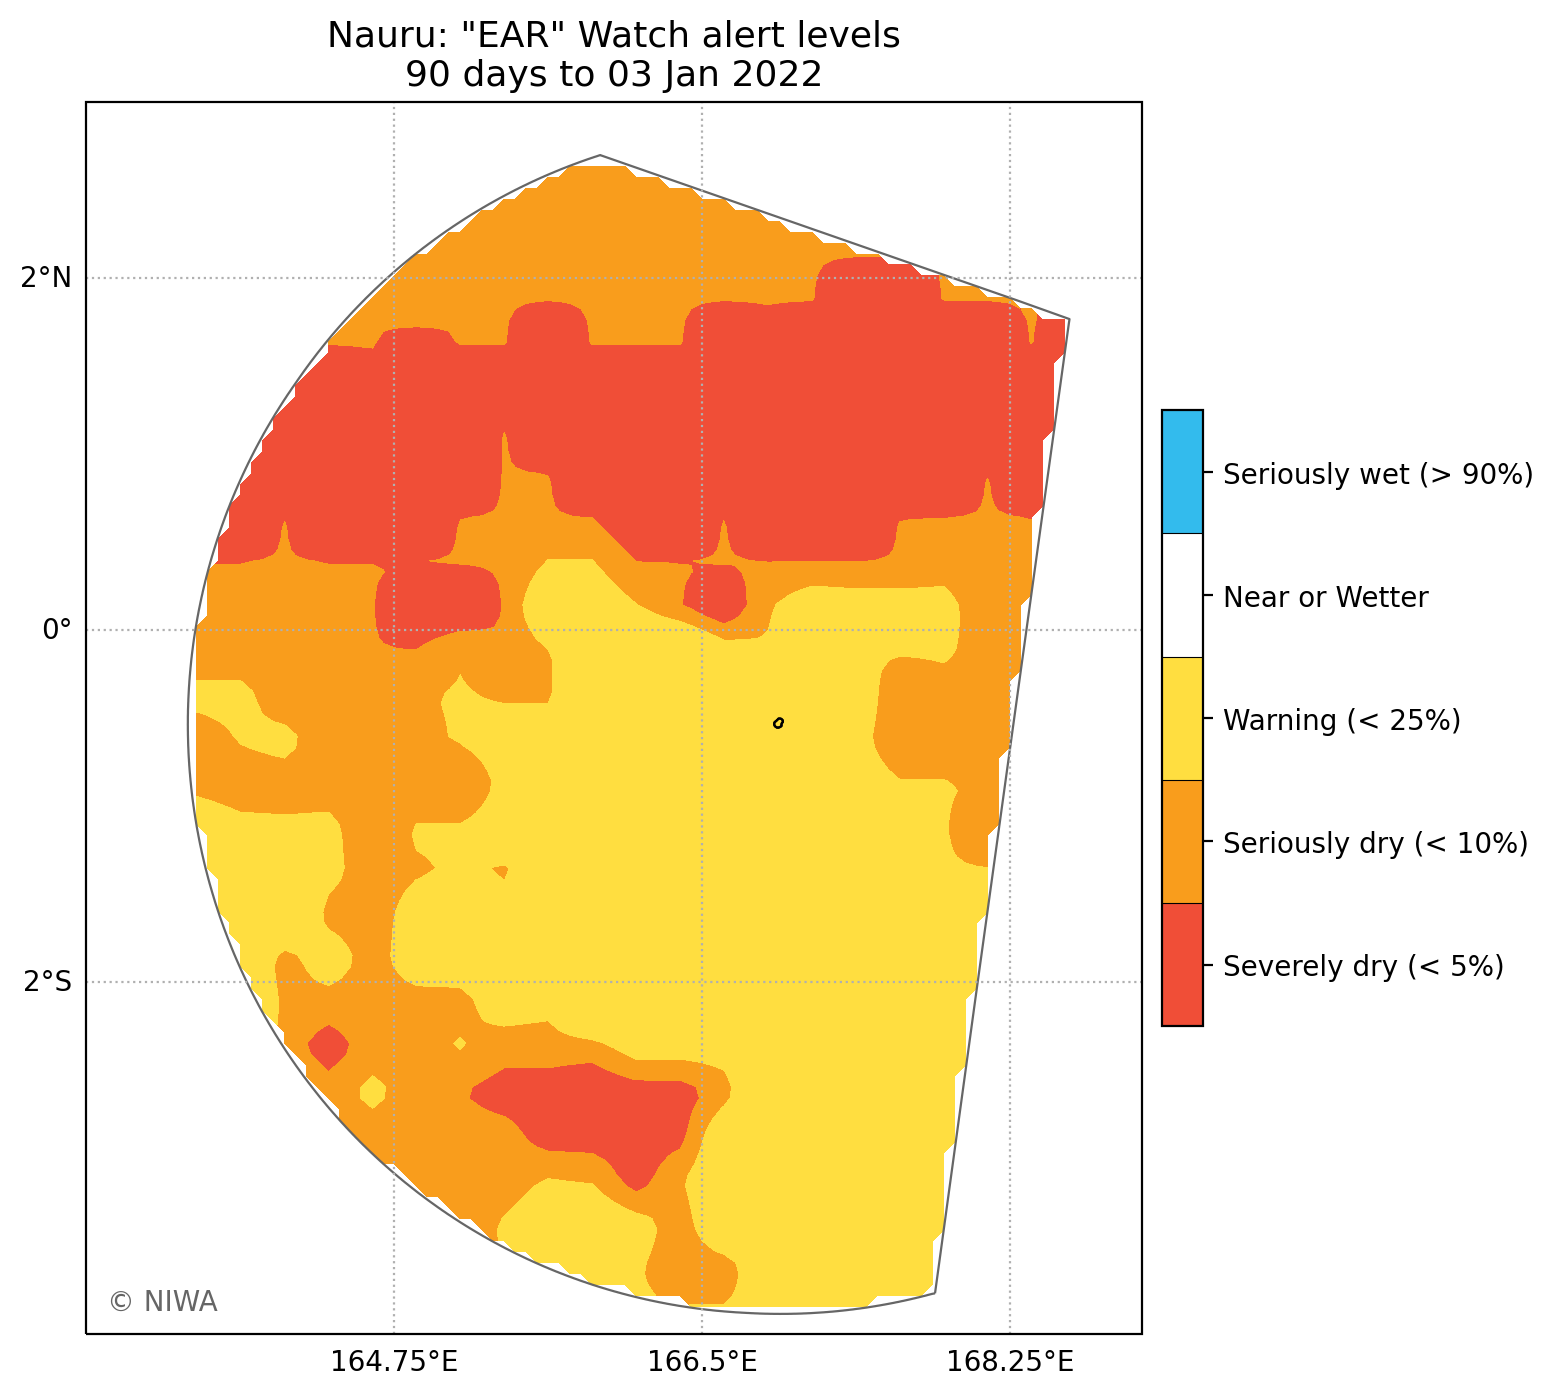 Nauru: "EAR" Watch alert levels
90 days to 03 Jan 2022
2°N
0°
2°S
164.75°E
166.5°E
168.25°E
© NIWA
Seriously wet (> 90%)
Near or Wetter
Warning (< 25%)
Seriously dry (< 10%)
Severely dry (< 5%)